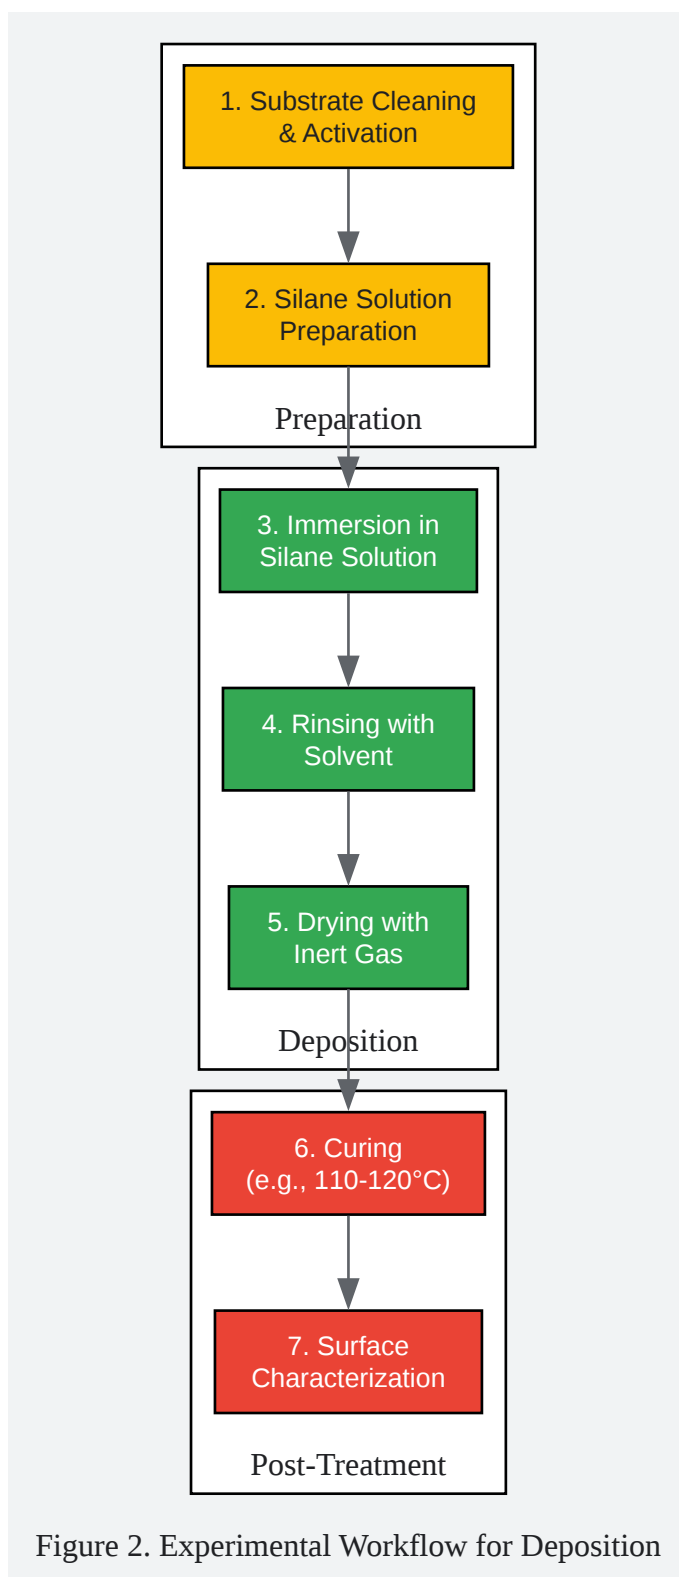 1. Substrate Cleaning
& Activation
2. Silane Solution
Preparation
Preparation
3. Immersion in
Silane Solution
4. Rinsing with
Solvent
5. Drying with
Inert Gas
Deposition
6. Curing
(e.g., 110-120°C)
7. Surface
Characterization
Post-Treatment
Figure 2. Experimental Workflow for Deposition